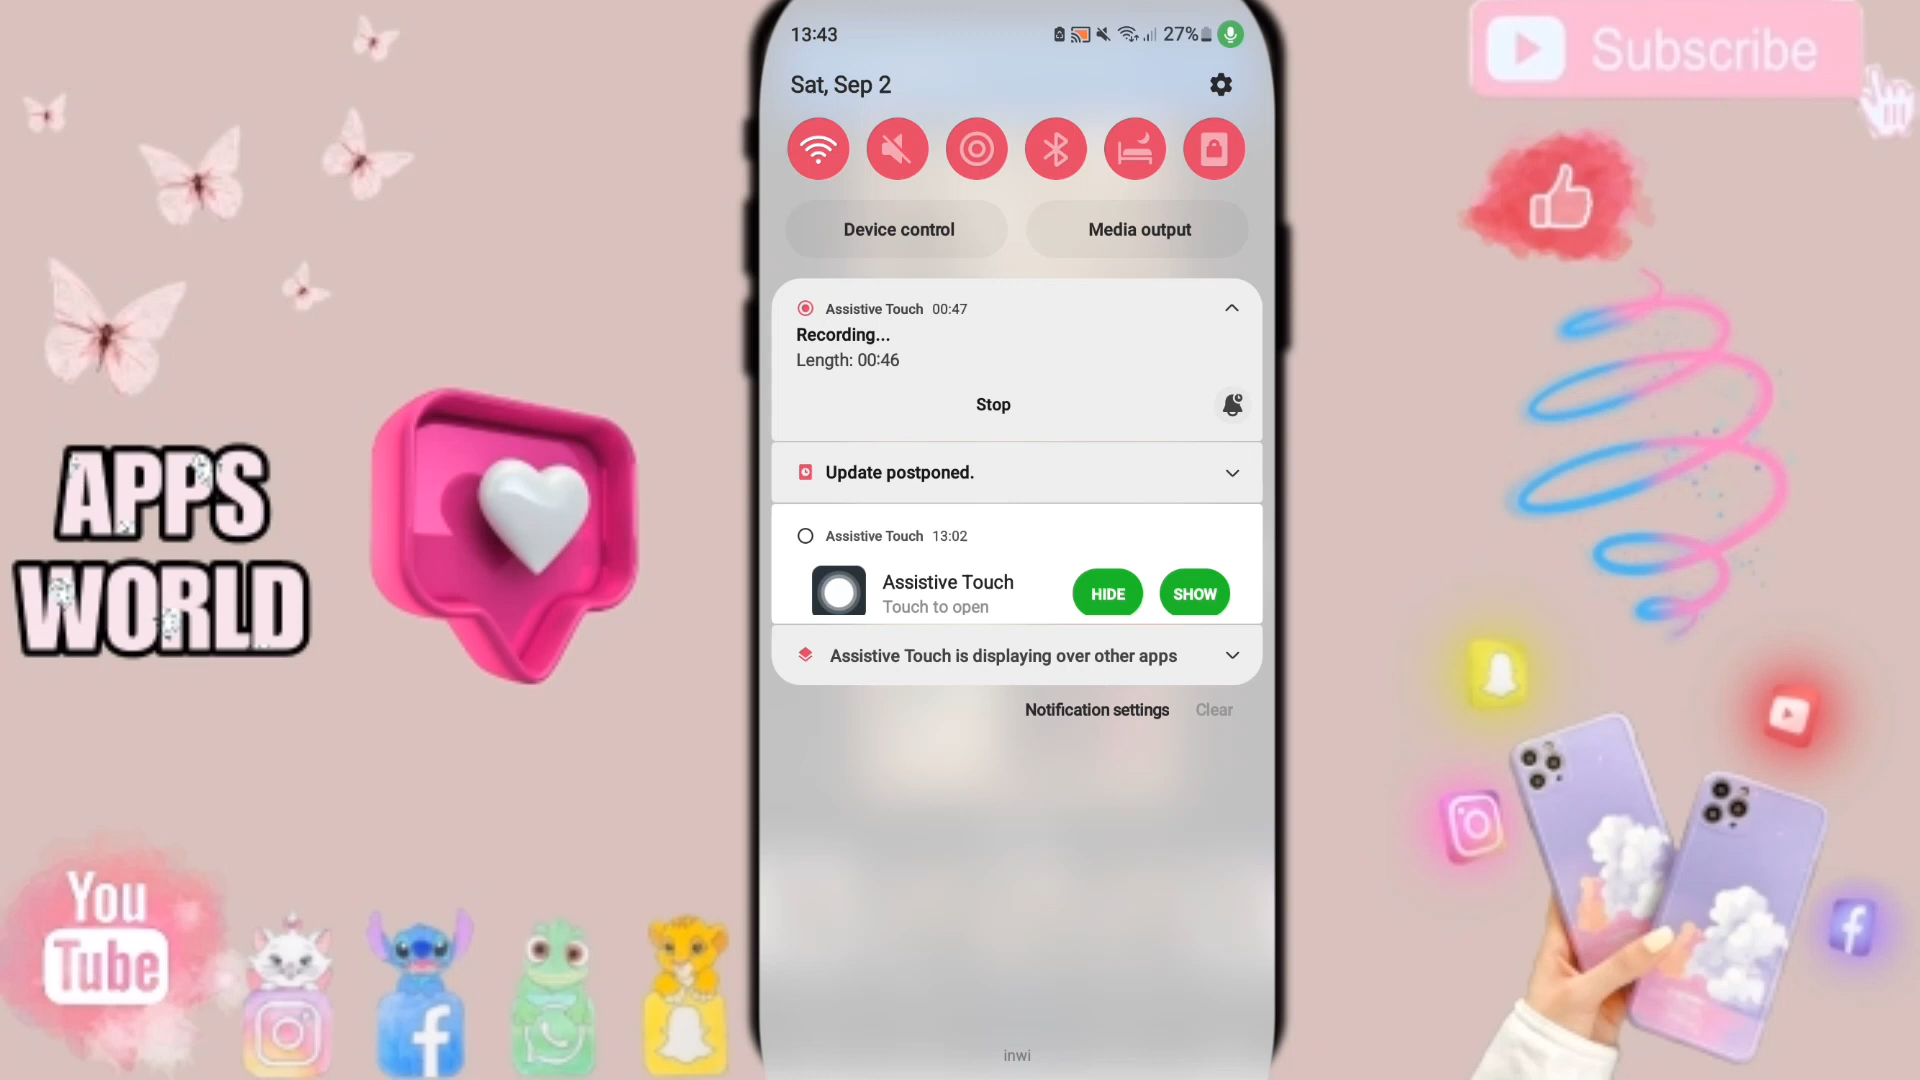 13:43
27%
Sat, Sep 2
Device control
Media output
Assistive Touch 00:47
Recording...
Length: 00:46
Stop
Update postponed.
Assistive Touch 13:02
Assistive Touch
Touch to open
HIDE
SHOW
Assistive Touch is displaying over other apps
Notification settings
Clear
inwi
Subscribe
APPS
WORLD
You
Tube